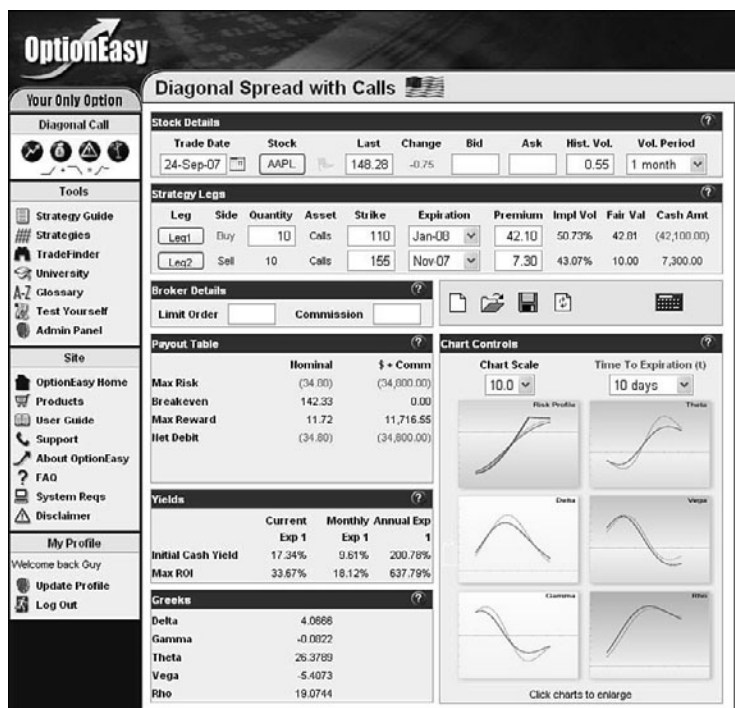 OptionEasy
Your Only Option
Diagonal Call
Tools
Strategy Guide
Strategies
TradeFinder
University
A-Z Glossary
Test Yourself
Admin Panel
Site
OptionEasy Home
Products
User Guide
Support
About OptionEasy
? FAQ
System Reqs
Disclaimer
My Profile
Welcome back Guy
Update Profile
Log Out
Diagonal Spread with Calls
Stock Details ?
Trade Date Stock Last Change Bid Ask Hist. Vol. Vol. Period
24-Sep-07 AAPL 148.28 -0.75 0.55 1 month
Strategy Legs ?
Leg Side Quantity Asset Strike Expiration Premium Impl Vol Fair Val Cash Amt
Leg1 Buy 10 Calls 110 Jan-08 42.10 50.73% 42.81 (42,100.00)
Leg2 Sell 10 Calls 155 Nov-07 7.30 43.07% 10.00 7,300.00
Broker Details ?
Limit Order Commission
Payout Table ?
Nominal $ + Comm
Max Risk (34.80) (34,800.00)
Breakeven 142.33 0.00
Max Reward 11.72 11,716.55
Net Debit (34.80) (34,800.00)
Yields ?
Current Monthly Annual Exp
Exp 1 Exp 1 1
Initial Cash Yield 17.34% 9.61% 200.78%
Max ROI 33.67% 18.12% 637.79%
Greeks ?
Delta 4.0666
Gamma -0.0822
Theta 26.3789
Vega -5.4073
Rho 19.0744
Chart Controls ?
Chart Scale Time To Expiration (t)
10.0 10 days
Risk Profile Theta
Delta Vega
Gamma Rho
Click charts to enlarge